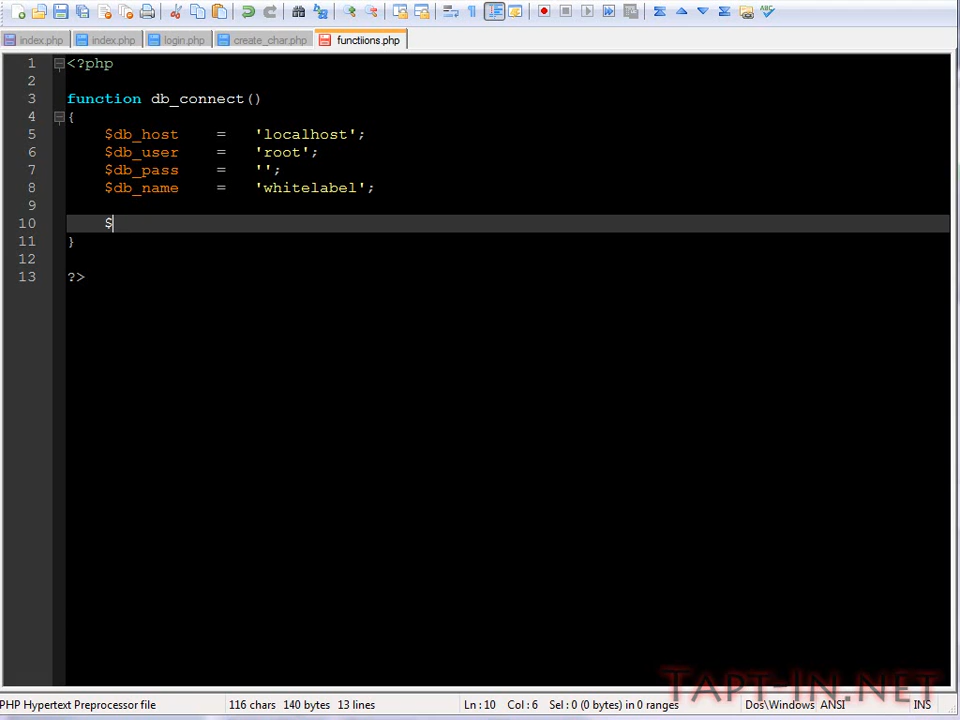 index.php index.php login.php create_char.php functiions.php
1 <?php
2
3 function db_connect()
4 {
5 $db_host = 'localhost';
6 $db_user = 'root';
7 $db_pass = '';
8 $db_name = 'whitelabel';
9
10 $
11 }
12
13 ?>
Tapt-In.net
PHP Hypertext Preprocessor file 116 chars 140 bytes 13 lines Ln : 10 Col : 6 Sel : 0 (0 bytes) in 0 ranges Dos\Windows ANSI INS